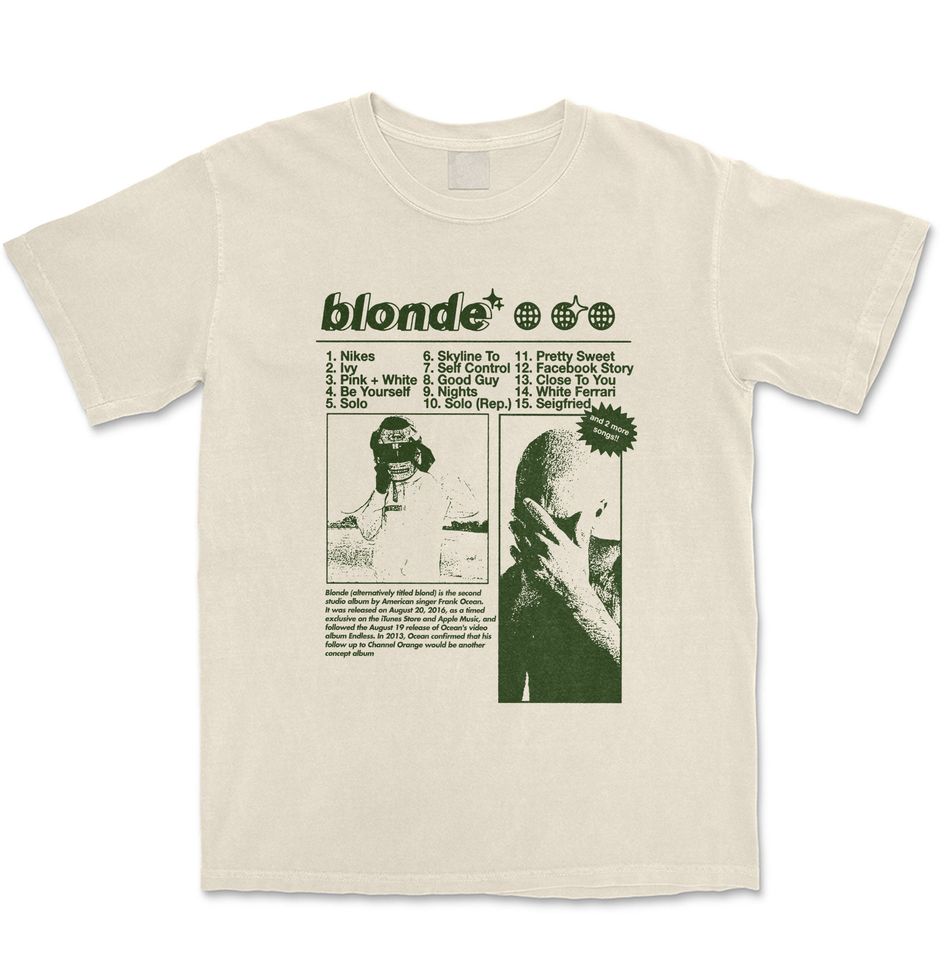 blonde
1. Nikes
2. Ivy
3. Pink + White
4. Be Yourself
5. Solo
6. Skyline To
7. Self Control
8. Good Guy
9. Nights
10. Solo (Rep.)
11. Pretty Sweet
12. Facebook Story
13. Close To You
14. White Ferrari
15. Seigfried
and 2 more
songs!!
Blonde (alternatively titled blond) is the second
studio album by American singer Frank Ocean.
It was released on August 20, 2016, as a timed
exclusive on the iTunes Store and Apple Music, and
followed the August 19 release of Ocean's video
album Endless. In 2013, Ocean confirmed that his
follow up to Channel Orange would be another
concept album